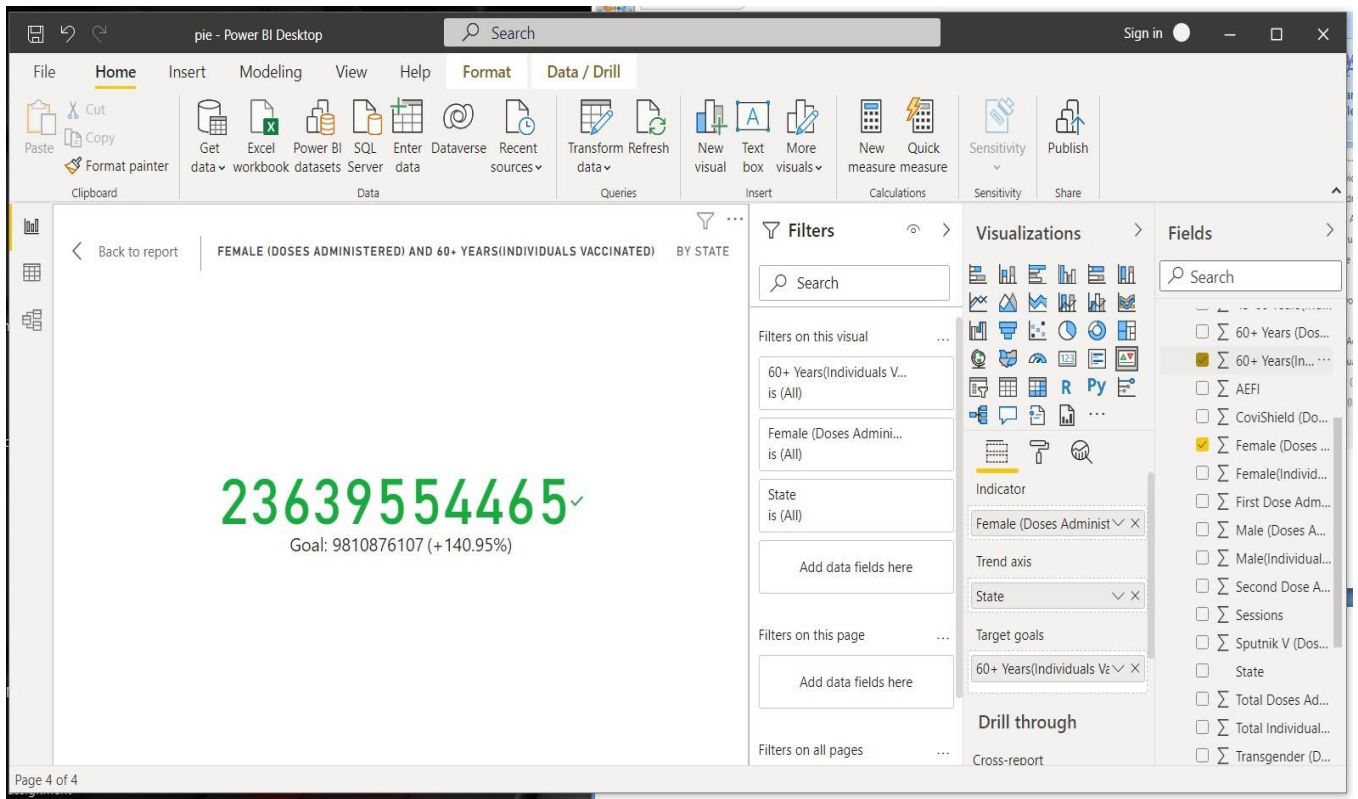 pie - Power BI Desktop
Search
Sign in
File Home Insert Modeling View Help Format Data / Drill
Paste
Cut
Copy
Format painter
Clipboard
Get data
Excel workbook
Power BI datasets
SQL Server
Enter data
Dataverse
Recent sources
Data
Transform data
Refresh
Queries
New visual
Text box
More visuals
Insert
New measure
Quick measure
Calculations
Sensitivity
Sensitivity
Publish
Share
Back to report
FEMALE (DOSES ADMINISTERED) AND 60+ YEARS(INDIVIDUALS VACCINATED) BY STATE
23639554465
Goal: 9810876107 (+140.95%)
Filters
Search
Filters on this visual ...
60+ Years(Individuals V...
is (All)
Female (Doses Admini...
is (All)
State
is (All)
Add data fields here
Filters on this page ...
Add data fields here
Filters on all pages ...
Visualizations
123
R Py
...
Indicator
Female (Doses Administ
Trend axis
State
Target goals
60+ Years(Individuals Va
Drill through
Cross-report
Fields
Search
∑ 60+ Years (Dos...
∑ 60+ Years(In... ...
∑ AEFI
∑ CoviShield (Do...
∑ Female (Doses ...
∑ Female(Individ...
∑ First Dose Adm...
∑ Male (Doses A...
∑ Male(Individual...
∑ Second Dose A...
∑ Sessions
∑ Sputnik V (Dos...
State
∑ Total Doses Ad...
∑ Total Individual...
∑ Transgender (D...
Page 4 of 4